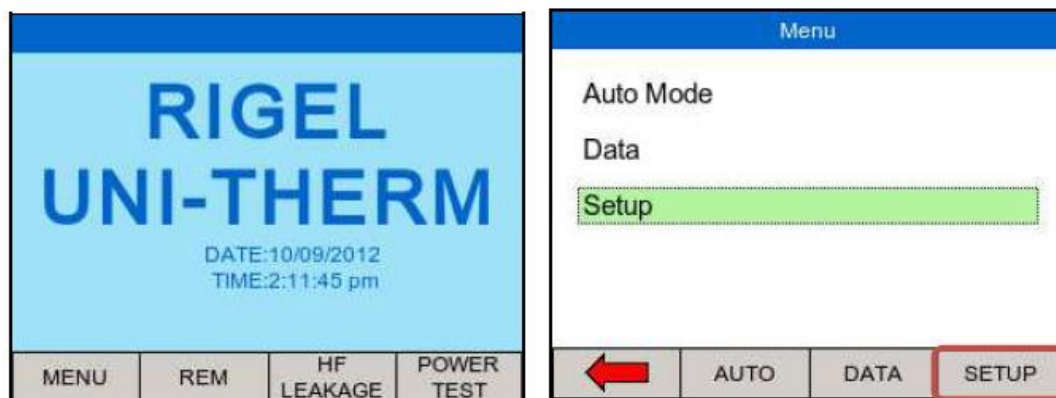 RIGEL
UNI-THERM
DATE:10/09/2012
TIME:2:11:45 pm
MENU
REM
HF
LEAKAGE
POWER
TEST
Menu
Auto Mode
Data
Setup
AUTO
DATA
SETUP